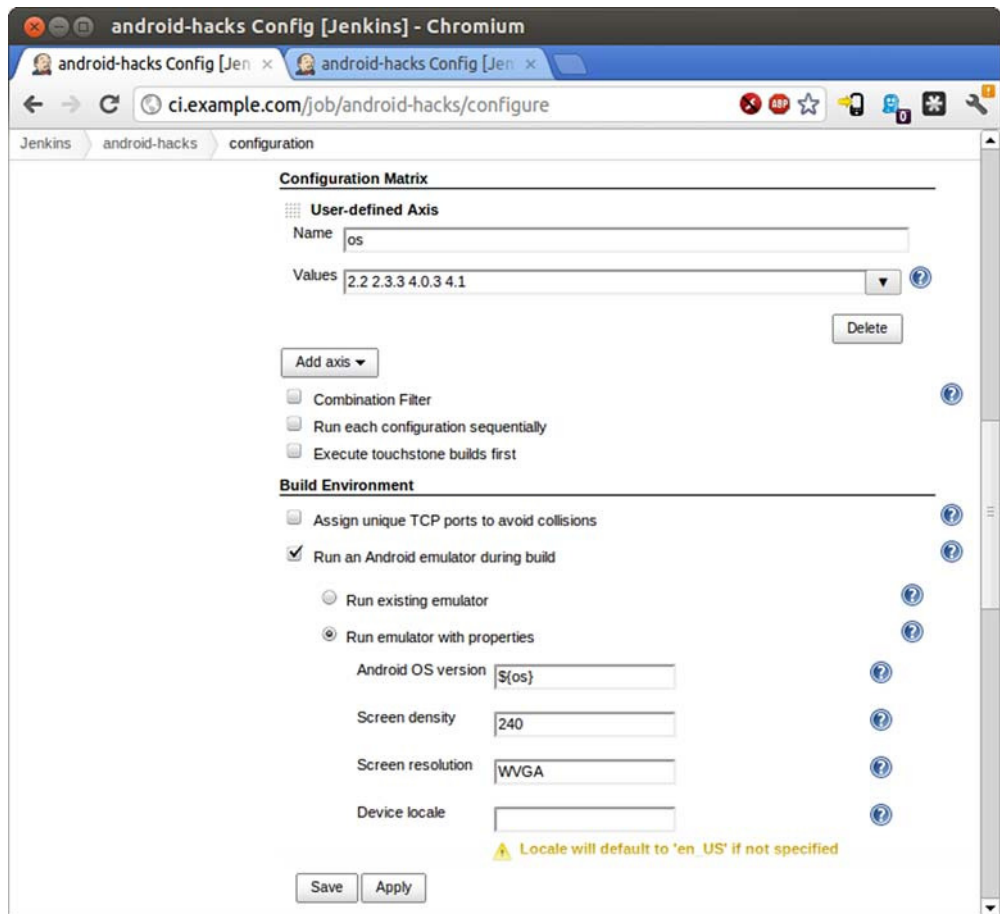 android-hacks Config [Jenkins] - Chromium
android-hacks Config [Jen × android-hacks Config [Jen ×
ci.example.com/job/android-hacks/configure ABP 0
Jenkins android-hacks configuration
Configuration Matrix
User-defined Axis
Name os
Values 2.2 2.3.3 4.0.3 4.1
Delete
Add axis
Combination Filter
Run each configuration sequentially
Execute touchstone builds first
Build Environment
Assign unique TCP ports to avoid collisions
Run an Android emulator during build
Run existing emulator
Run emulator with properties
Android OS version ${os}
Screen density 240
Screen resolution WVGA
Device locale
Locale will default to 'en_US' if not specified
Save Apply